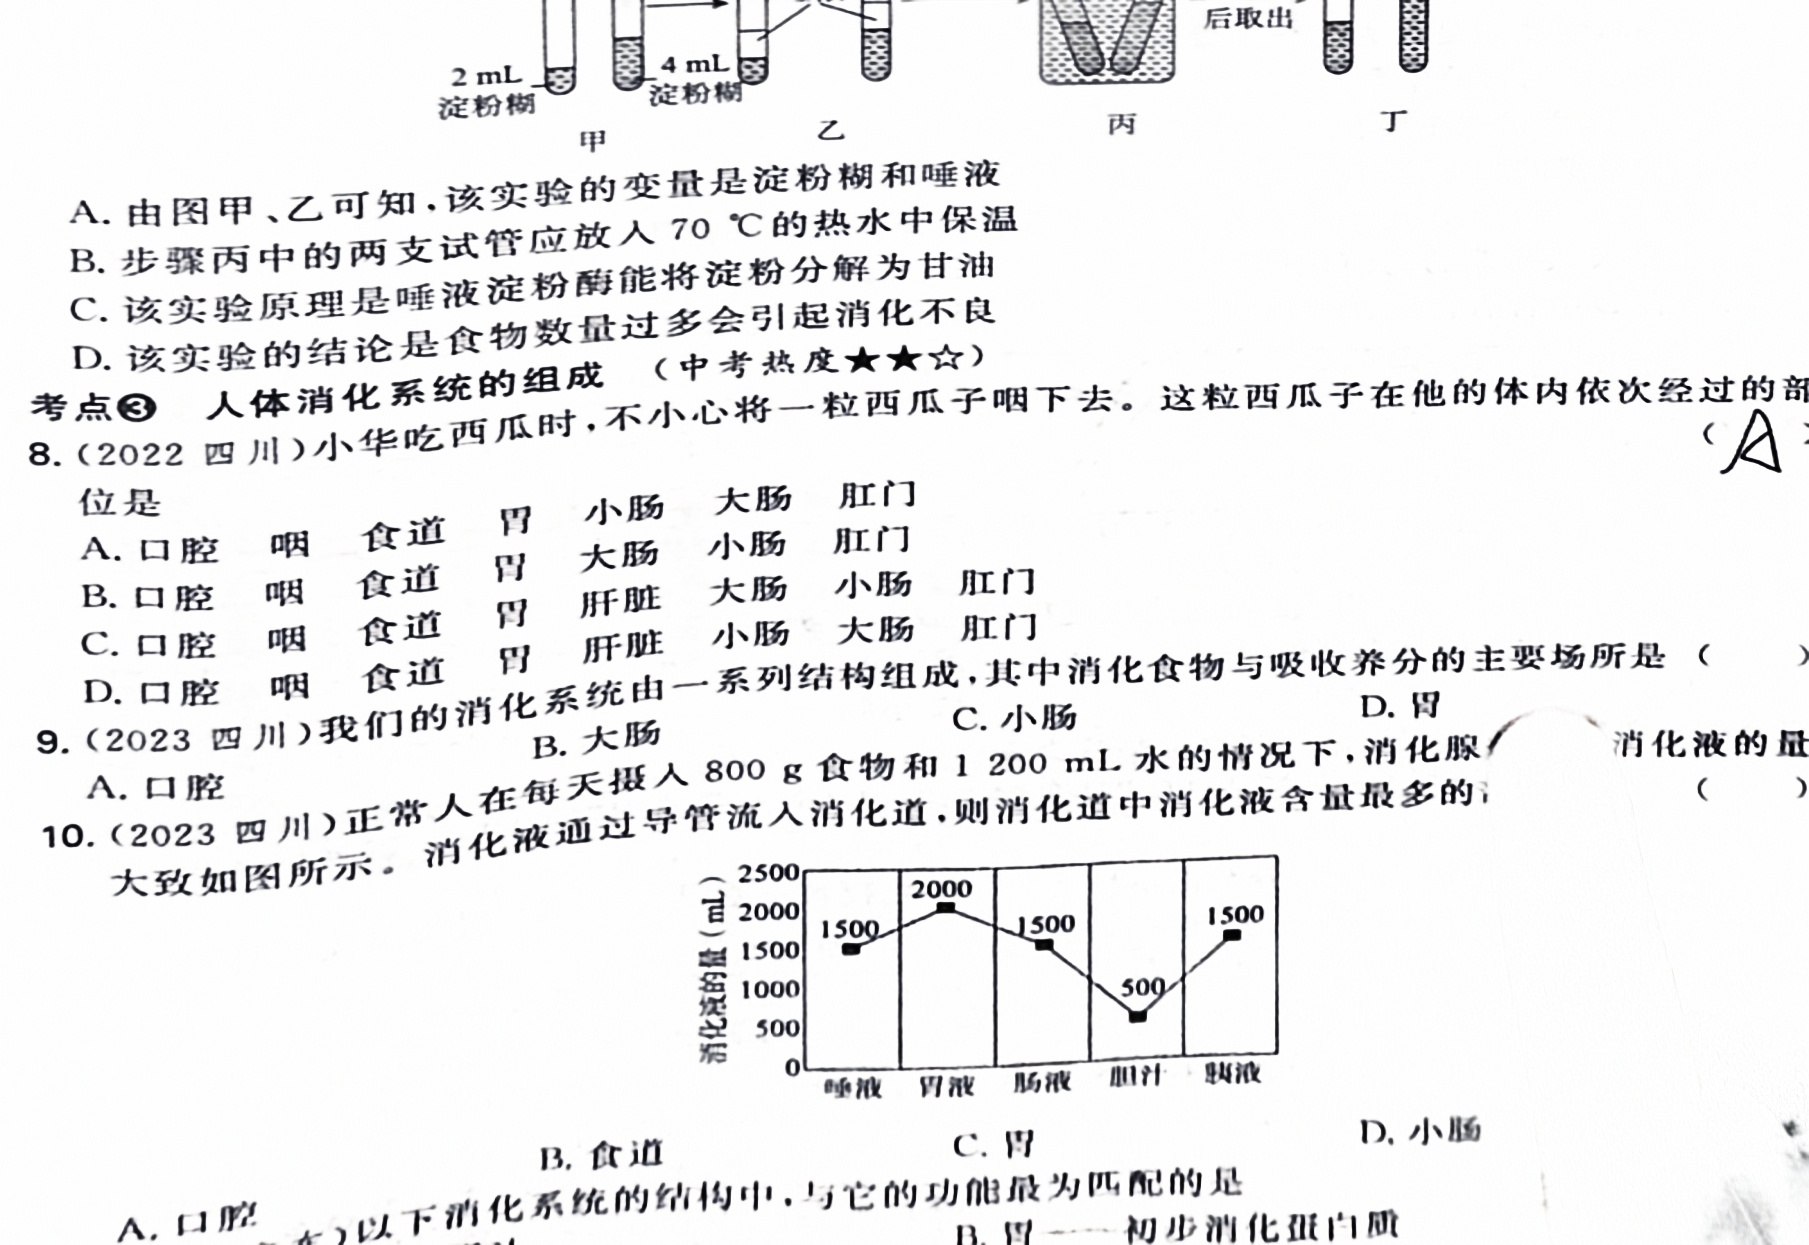 后取出
2 mL 4 mL
淀粉糊 淀粉糊
甲 乙 丙 丁
A. 由图甲、乙可知,该实验的变量是淀粉糊和唾液
B. 步骤丙中的两支试管应放入 70 ℃的热水中保温
C. 该实验原理是唾液淀粉酶能将淀粉分解为甘油
D. 该实验的结论是食物数量过多会引起消化不良
考点❸ 人体消化系统的组成 (中考热度★★☆)
8.(2022 四川)小华吃西瓜时,不小心将一粒西瓜子咽下去。这粒西瓜子在他的体内依次经过的部
位是 ( A )
A. 口腔 咽 食道 胃 小肠 大肠 肛门
B. 口腔 咽 食道 胃 大肠 小肠 肛门
C. 口腔 咽 食道 胃 肝脏 大肠 小肠 肛门
D. 口腔 咽 食道 胃 肝脏 小肠 大肠 肛门
9.(2023 四川)我们的消化系统由一系列结构组成,其中消化食物与吸收养分的主要场所是 ( )
A. 口腔 B. 大肠 C. 小肠 D. 胃
10.(2023 四川)正常人在每天摄入 800 g 食物和 1 200 mL 水的情况下,消化腺 消化液的量
大致如图所示。消化液通过导管流入消化道,则消化道中消化液含量最多的 ( )
消化液的量(mL)
2500
2000
1500
1000
500
0
1500 2000 1500 500 1500
唾液 胃液 肠液 胆汁 胰液
A. 口腔 B. 食道 C. 胃 D. 小肠
)以下消化系统的结构中,与它的功能最为匹配的是
B. 胃——初步消化蛋白质